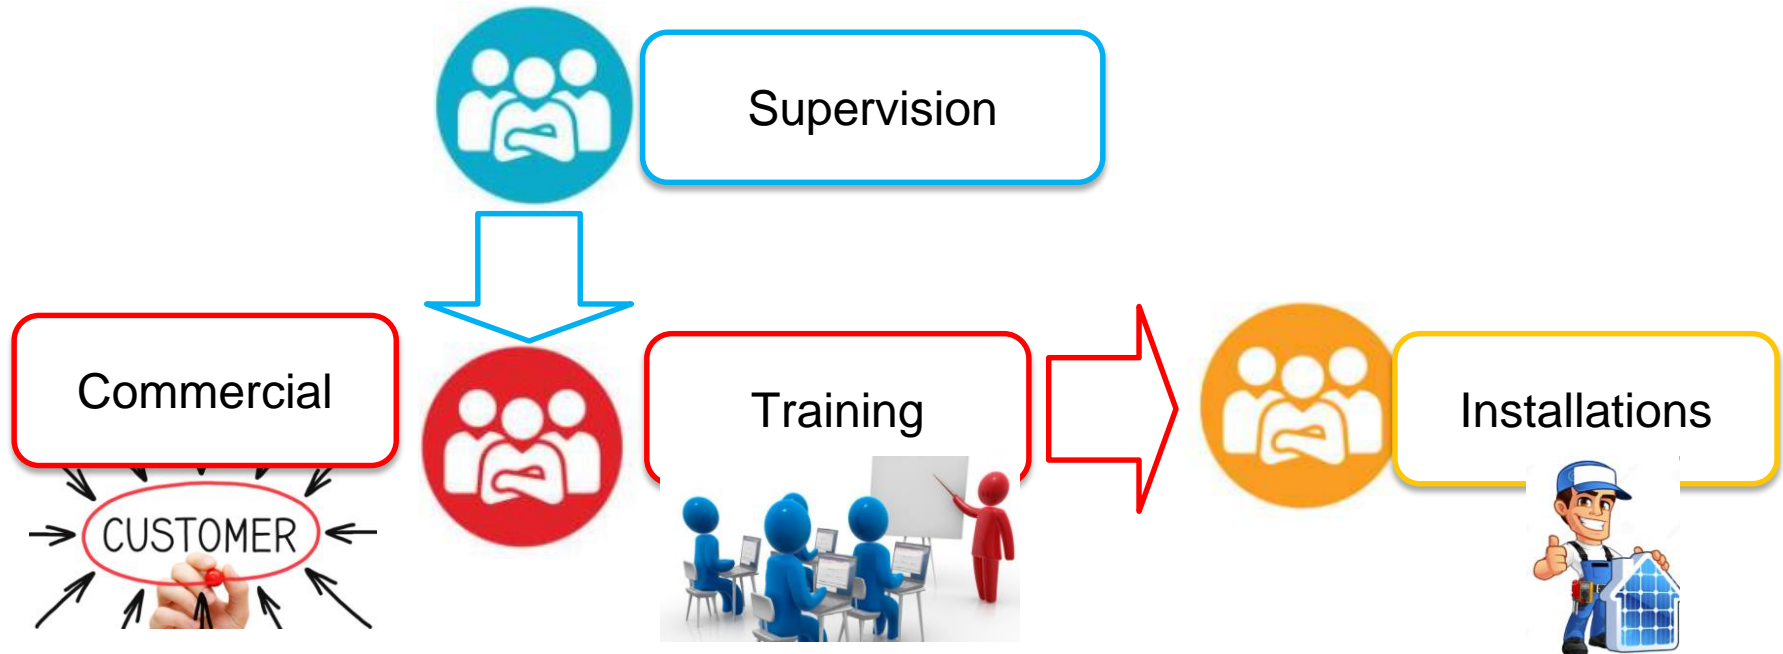 Supervision
Commercial
Training
Installations
CUSTOMER